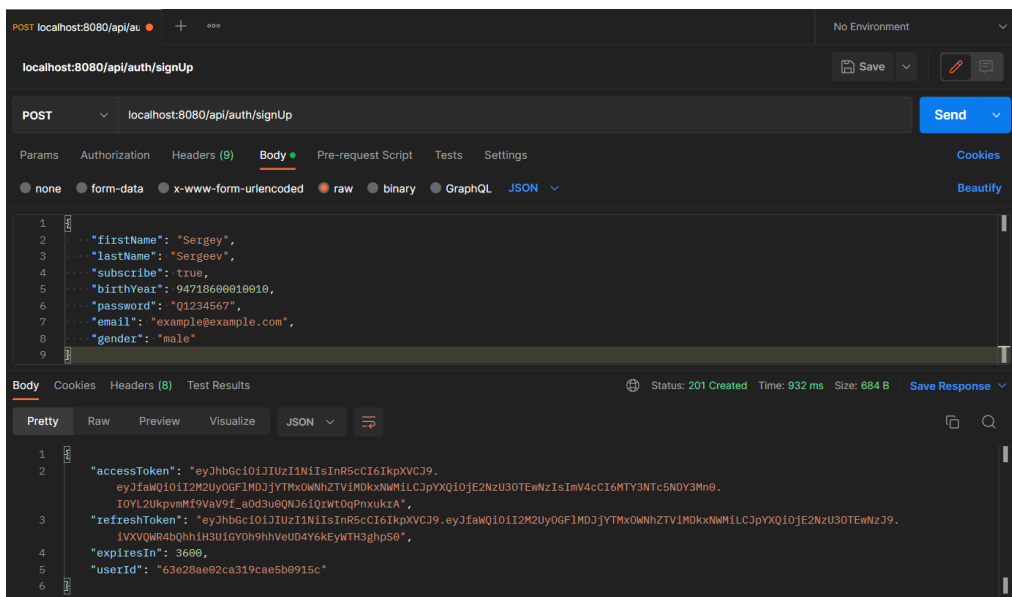 POST localhost:8080/api/au
No Environment
localhost:8080/api/auth/signUp
Save
POST localhost:8080/api/auth/signUp Send
Params Authorization Headers (9) Body Pre-request Script Tests Settings Cookies
none form-data x-www-form-urlencoded raw binary GraphQL JSON Beautify
1 {
2 "firstName": "Sergey",
3 "lastName": "Sergeev",
4 "subscribe": true,
5 "birthYear": 94718600010010,
6 "password": "Q1234567",
7 "email": "example@example.com",
8 "gender": "male"
9 }
Body Cookies Headers (8) Test Results Status: 201 Created Time: 932 ms Size: 684 B Save Response
Pretty Raw Preview Visualize JSON
1 {
2 "accessToken": "eyJhbGciOiJIUzI1NiIsInR5cCI6IkpXVCJ9.
eyJfaWQiOiI2M2UyOGFlMDJjYTMxOWNhZTViMDkxNWMiLCJpYXQiOjE2NzU3OTEwNzIsImV4cCI6MTY3NTc5NDY3Mn0.
IOYL2UkpvmMf9VaV9f_aOd3u0QNJ6iQrWtOqPnxukrA",
3 "refreshToken": "eyJhbGciOiJIUzI1NiIsInR5cCI6IkpXVCJ9.eyJfaWQiOiI2M2UyOGFlMDJjYTMxOWNhZTViMDkxNWMiLCJpYXQiOjE2NzU3OTEwNzJ9.
iVXVQWR4bQhhiH3UiGYOh9hhVeUD4Y6kEyWTH3ghpS0",
4 "expiresIn": 3600,
5 "userId": "63e28ae02ca319cae5b0915c"
6 }